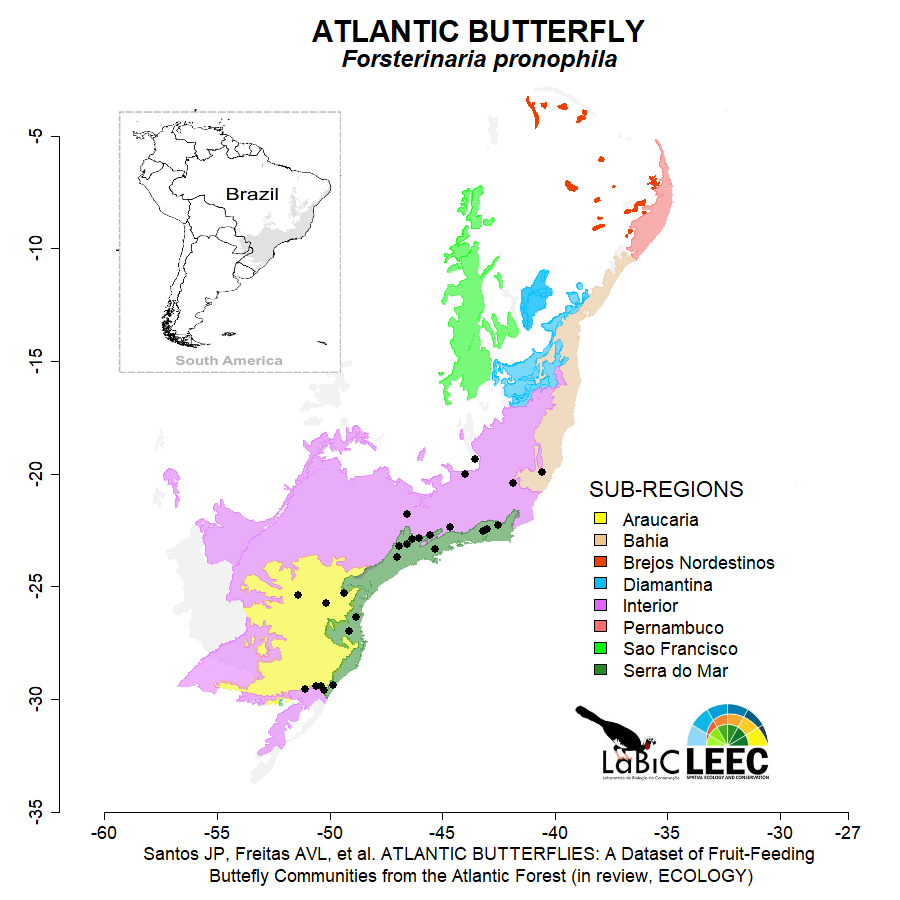 ATLANTIC BUTTERFLY
Forsterinaria pronophila
Brazil
South America
-5
-10
-15
-20
-25
-30
-35
SUB-REGIONS
Araucaria
Bahia
Brejos Nordestinos
Diamantina
Interior
Pernambuco
Sao Francisco
Serra do Mar
LaBiC
Laboratório de Biologia da Conservação
LEEC
SPATIAL ECOLOGY AND CONSERVATION
-60 -55 -50 -45 -40 -35 -30 -27
Santos JP, Freitas AVL, et al. ATLANTIC BUTTERFLIES: A Dataset of Fruit-Feeding
Buttefly Communities from the Atlantic Forest (in review, ECOLOGY)